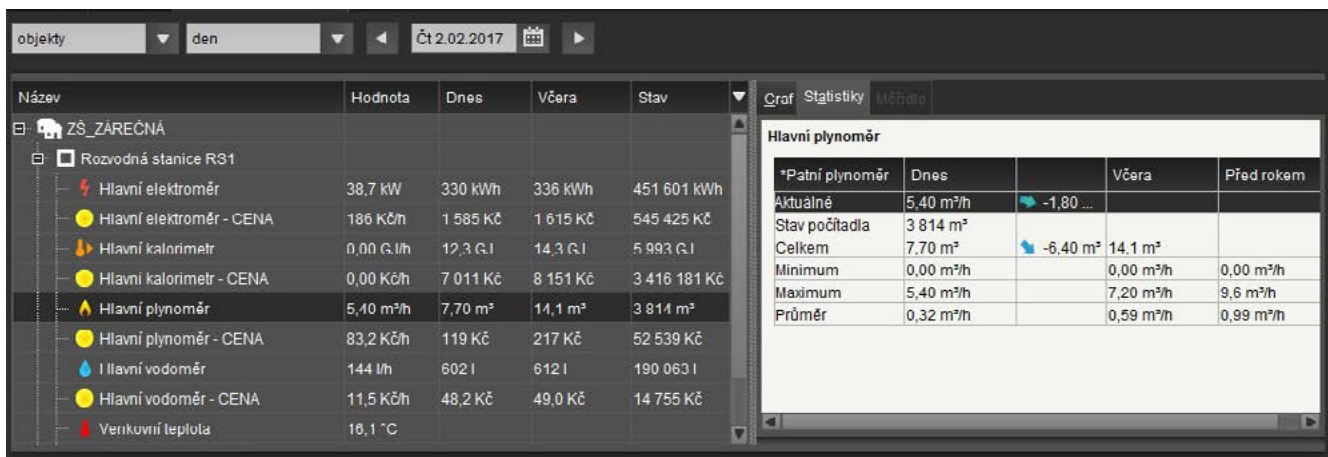 objekty den Čt 2.02.2017
Název Hodnota Dnes Včera Stav
ZŠ_ZÁREČNÁ
Rozvodná stanice RS1
Hlavní elektroměr 38,7 kW 330 kWh 336 kWh 451 601 kWh
Hlavní elektroměr - CENA 186 Kč/h 1 585 Kč 1 615 Kč 545 425 Kč
Hlavní kalorimetr 0,00 GJ/h 12,3 GJ 14,3 GJ 5 993 GJ
Hlavní kalorimetr - CENA 0,00 Kč/h 7 011 Kč 8 151 Kč 3 416 181 Kč
Hlavní plynoměr 5,40 m³/h 7,70 m³ 14,1 m³ 3 814 m³
Hlavní plynoměr - CENA 83,2 Kč/h 119 Kč 217 Kč 52 539 Kč
Hlavní vodoměr 144 l/h 602 l 612 l 190 063 l
Hlavní vodoměr - CENA 11,5 Kč/h 48,2 Kč 49,0 Kč 14 755 Kč
Venkovní teplota 16,1 °C
Graf Statistiky Měřidlo
Hlavní plynoměr
*Patní plynoměr Dnes Včera Před rokem
Aktuálně 5,40 m³/h -1,80 ...
Stav počítadla 3 814 m³
Celkem 7,70 m³ -6,40 m³ 14,1 m³
Minimum 0,00 m³/h 0,00 m³/h 0,00 m³/h
Maximum 5,40 m³/h 7,20 m³/h 9,6 m³/h
Průměr 0,32 m³/h 0,59 m³/h 0,99 m³/h